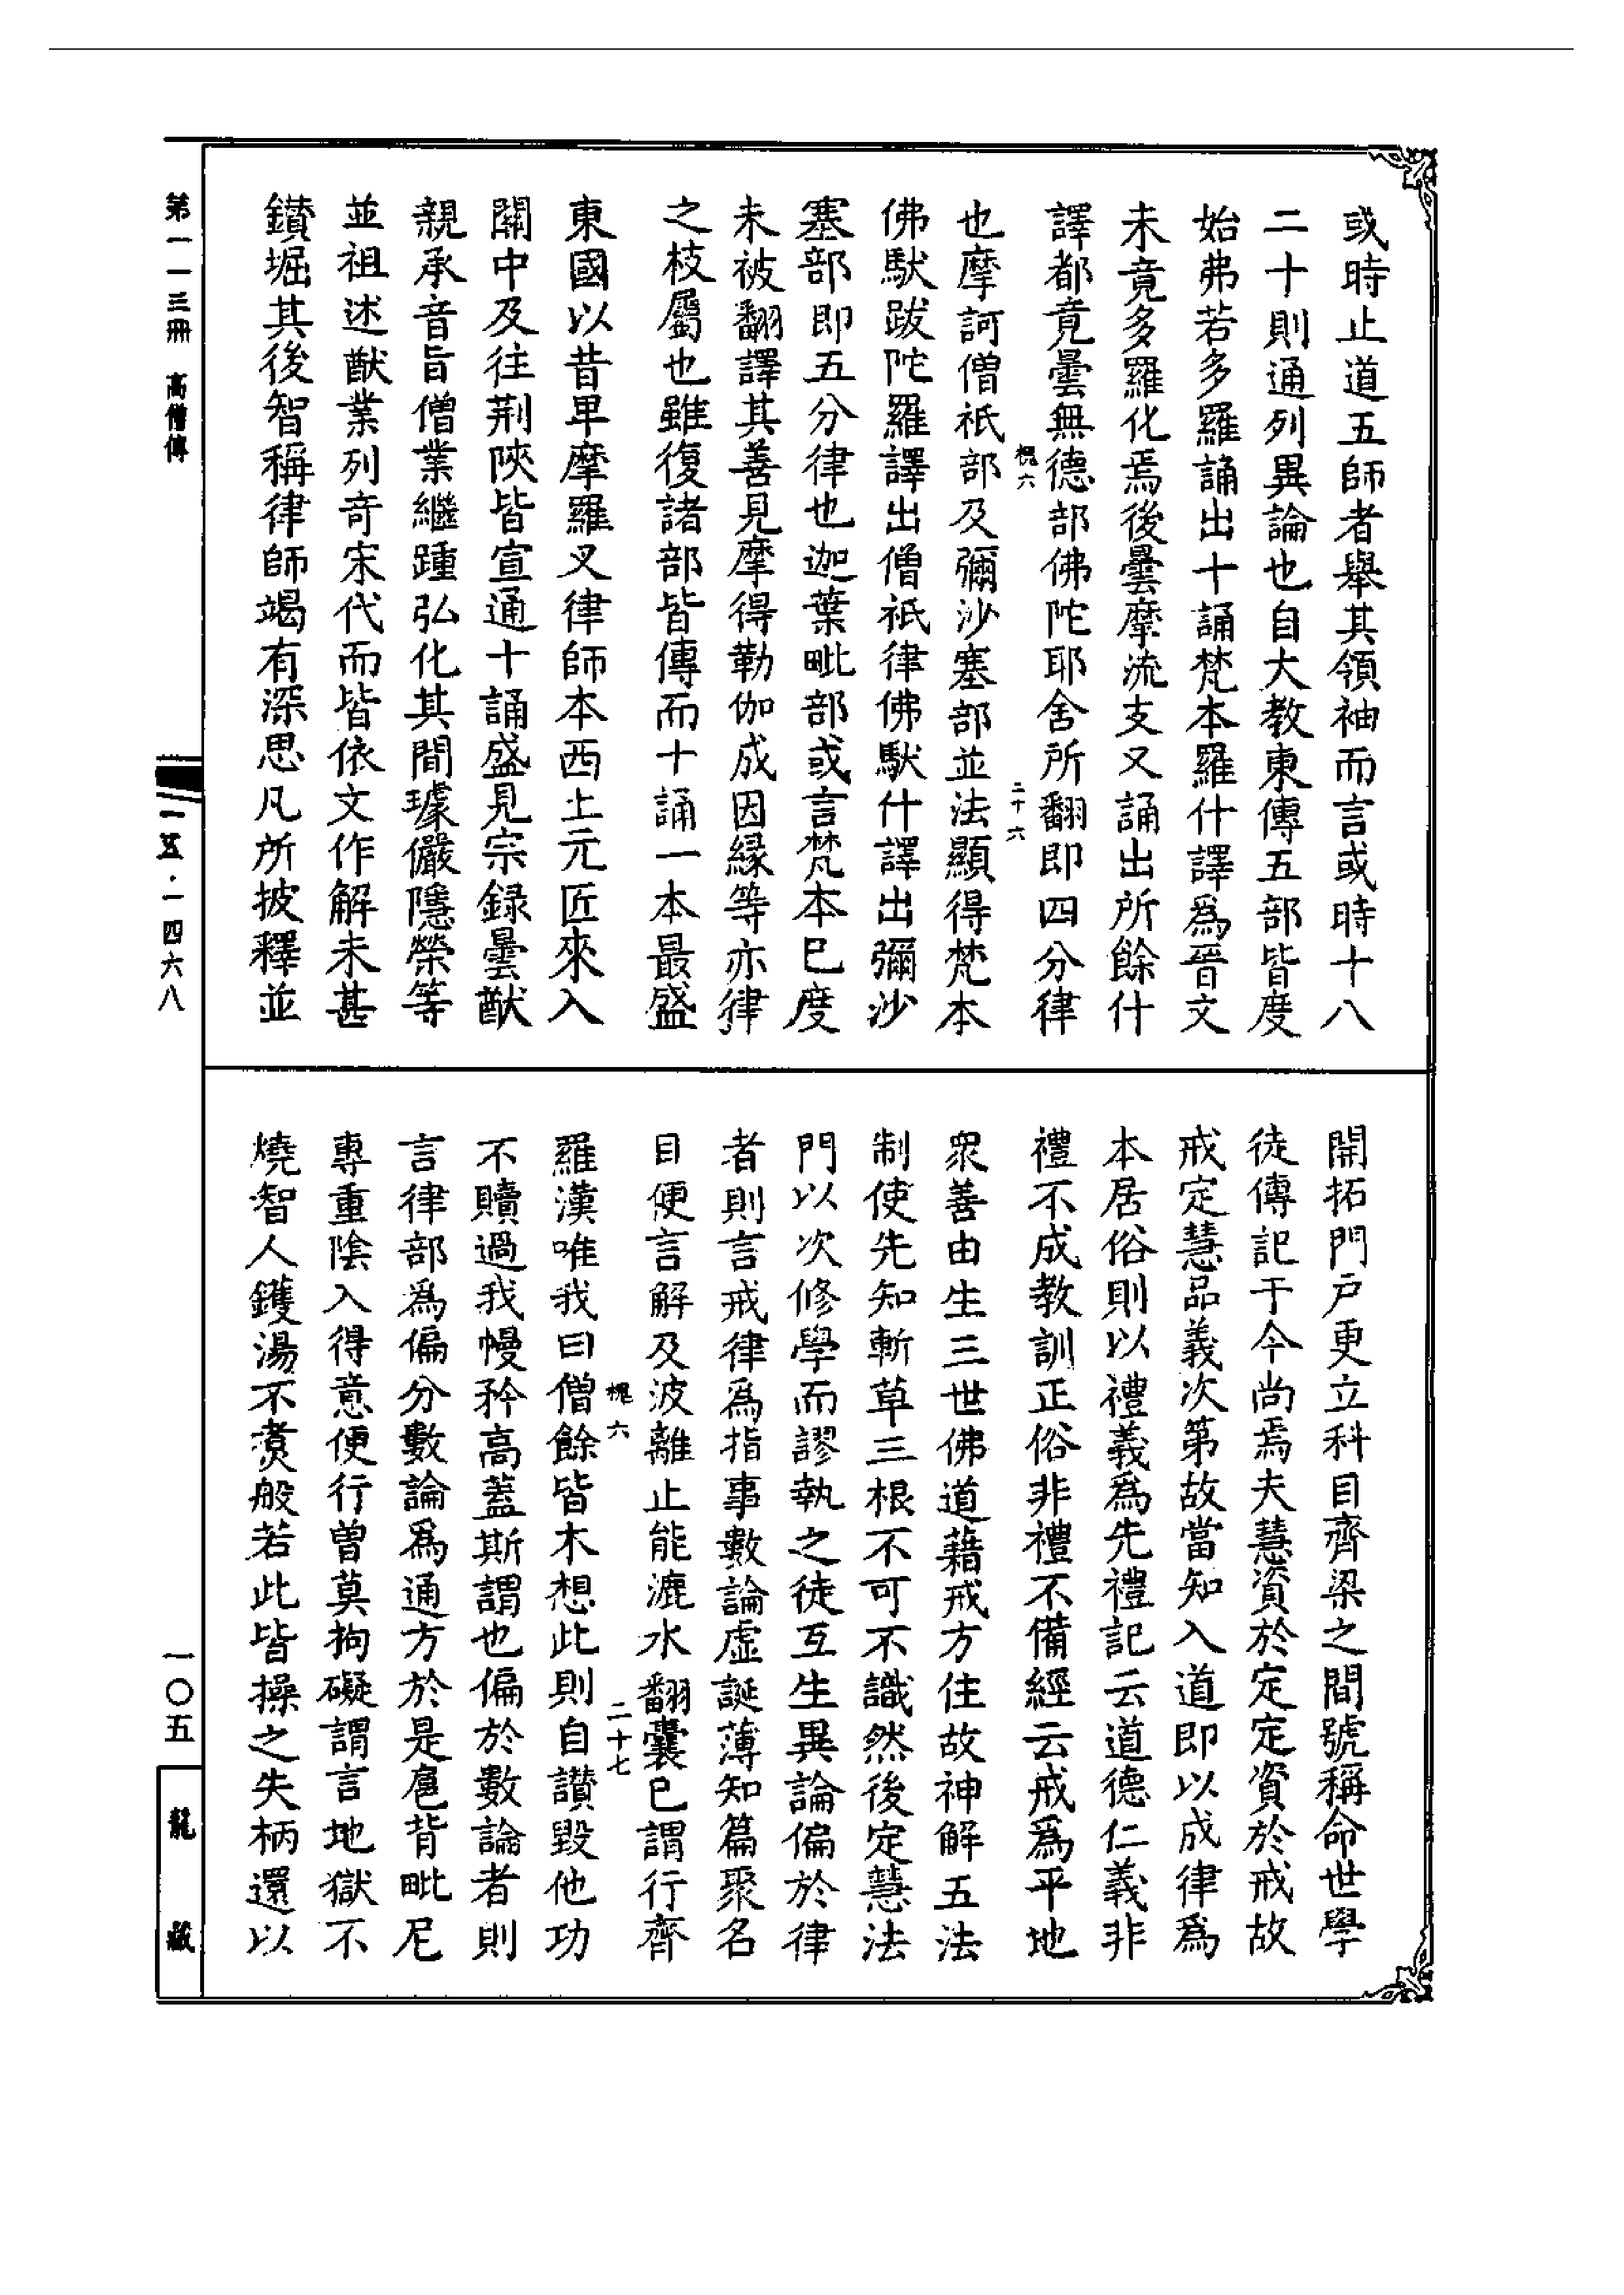 或時止道五師者舉其領袖而言或時十八
二十則通列異論也自大教東傳五部皆度
始弗若多羅誦出十誦梵本羅什譯為晉文
未竟多羅化焉後曇摩流支又誦出所餘什
譯都竟曇無德部佛陀耶舍所翻即四分律
槐六
二十六
也摩訶僧祇部及彌沙塞部並法顯得梵本
佛馱跋陀羅譯出僧祇律佛馱什譯出彌沙
塞部即五分律也迦葉毗部或言梵本已度
未被翻譯其善見摩得勒伽戒因緣等亦律
之枝屬也雖復諸部皆傳而十誦一本最盛
東國以昔卑摩羅叉律師本西土元匠來入
關中及往荊陝皆宣通十誦盛見宗錄曇猷
親承音旨僧業繼踵弘化其間璩儼隱榮等
並祖述猷業列奇宋代而皆依文作解未甚
鑚堀其後智稱律師竭有深思凡所披釋並
開拓門戶更立科目齊梁之間號稱命世學
徒傳記于今尚焉夫慧資於定定資於戒故
戒定慧品義次第故當知入道即以戒律為
本居俗則以禮義為先禮記云道德仁義非
禮不成教訓正俗非禮不備經云戒為平地
眾善由生三世佛道藉戒方住故神解五法
制使先知斬草三根不可不識然後定慧法
門以次修學而謬執之徒互生異論偏於律
者則言戒律為指事數論虛誕薄知篇聚名
目便言解及波離止能漉水翻囊已謂行齊
槐六
二十七
羅漢唯我曰僧餘皆木想此則自讚毀他功
不贖過我慢矜高蓋斯謂也偏於數論者則
言律部為偏分數論為通方於是扈背毗尼
專重陰入得意便行曾莫拘礙謂言地獄不
燒智人鑊湯不煑般若此皆操之失柄還以
第一一三冊 高僧傳
一五·一四六八
一〇五
龍藏